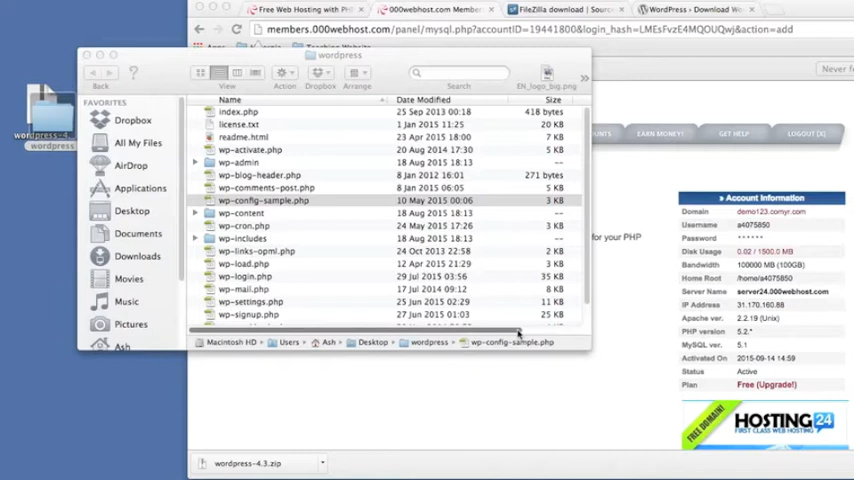 Free Web Hosting with PH
000webhost.com Mem
FileZilla download | Sourc
WordPress › Download W
members.000webhost.com/panel/mysql.php?accountID=19441800&login_hash=LMEsFvzE4MQOUQwj&action=add
Apps
Teaching Website
wordpress
Back
Action
Dropbox
Arrange
Search
EN_logo_big.png
Never f
FAVORITES
Dropbox
All My Files
AirDrop
Applications
Desktop
Documents
Downloads
Movies
Music
Pictures
Ash
Name Date Modified Size
index.php 25 Sep 2013 00:18 418 bytes
license.txt 1 Jan 2015 11:25 20 KB
readme.html 23 Apr 2015 18:00 7 KB
wp-activate.php 20 Aug 2014 17:30 5 KB
wp-admin 18 Aug 2015 18:13 --
wp-blog-header.php 8 Jan 2012 16:01 271 bytes
wp-comments-post.php 8 Jan 2015 06:05 5 KB
wp-config-sample.php 10 May 2015 00:06 3 KB
wp-content 18 Aug 2015 18:13 --
wp-cron.php 24 May 2015 17:26 3 KB
wp-includes 18 Aug 2015 18:13 --
wp-links-opml.php 24 Oct 2013 22:58 2 KB
wp-load.php 12 Apr 2015 21:29 3 KB
wp-login.php 29 Jul 2015 03:56 35 KB
wp-mail.php 17 Jul 2014 09:12 8 KB
wp-settings.php 25 Jun 2015 02:29 11 KB
wp-signup.php 27 Jun 2015 01:03 25 KB
Macintosh HD Users Ash Desktop wordpress wp-config-sample.php
wordpress-4..
wordpress
OUNTS EARN MONEY! GET HELP LOGOUT [X]
for your PHP
» Account Information
Domain demo123.comyr.com
Username a4075850
Password ******
Disk Usage 0.02 / 1500.0 MB
Bandwidth 100000 MB (100GB)
Home Root /home/a4075850
Server Name server24.000webhost.com
IP Address 31.170.160.88
Apache ver. 2.2.19 (Unix)
PHP version 5.2.*
MySQL ver. 5.1
Activated On 2015-09-14 14:59
Status Active
Plan Free (Upgrade!)
FREE DOMAIN!
HOSTING24
FIRST CLASS WEB HOSTING
wordpress-4.3.zip